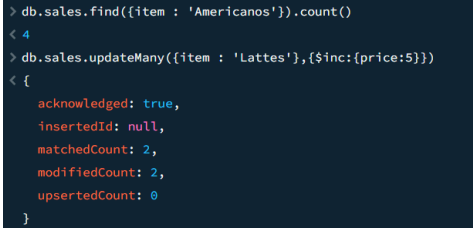 > db.sales.find({item : 'Americanos'}).count()
< 4
> db.sales.updateMany({item : 'Lattes'},{$inc:{price:5}})
< {
acknowledged: true,
insertedId: null,
matchedCount: 2,
modifiedCount: 2,
upsertedCount: 0
}